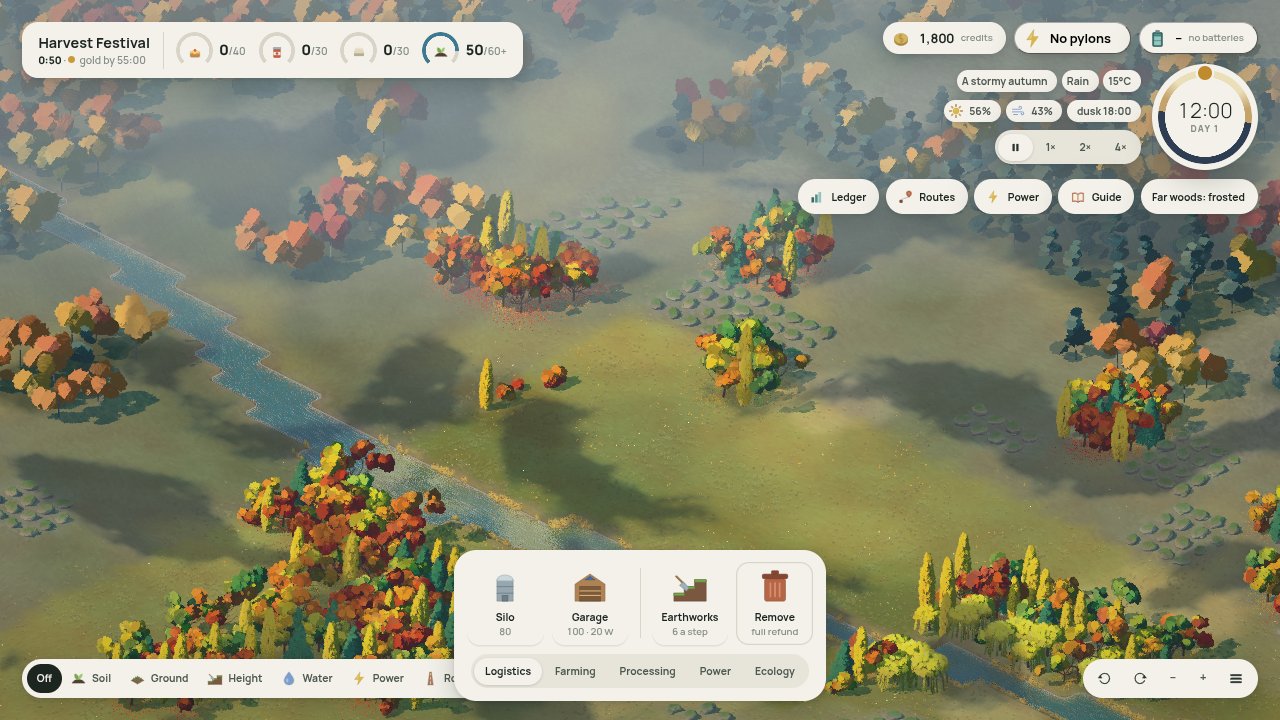 Harvest Festival
0:50 · gold by 55:00
0/40
0/30
0/30
50/60+
1,800 credits
No pylons
– no batteries
A stormy autumn
Rain
15°C
56%
43%
dusk 18:00
12:00
DAY 1
1×
2×
4×
Ledger
Routes
Power
Guide
Far woods: frosted
Silo
80
Garage
100 · 20 W
Earthworks
6 a step
Remove
full refund
Logistics
Farming
Processing
Power
Ecology
Off
Soil
Ground
Height
Water
Power